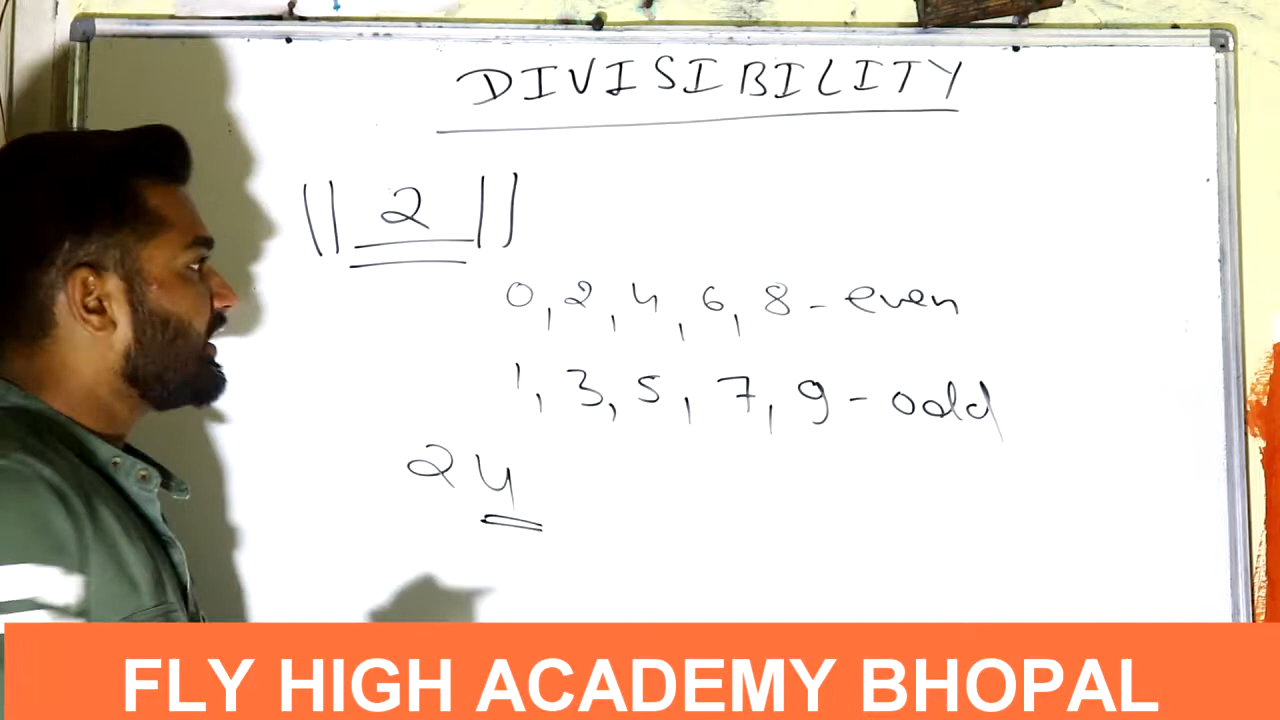 DIVISIBILITY
|| 2 ||
0, 2, 4, 6, 8 - even
1, 3, 5, 7, 9 - odd
24
FLY HIGH ACADEMY BHOPAL